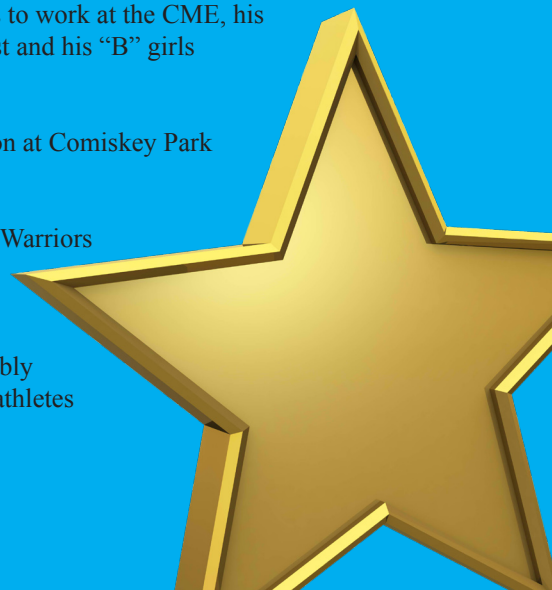 to work at the CME, his
st and his “B” girls
on at Comiskey Park
Warriors
bly
athletes